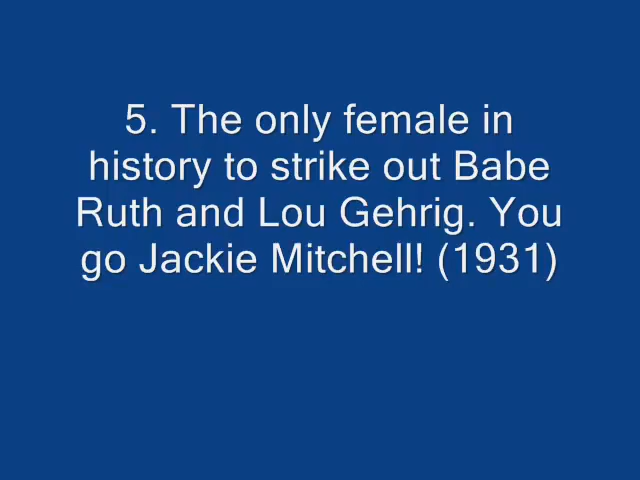 5. The only female in
history to strike out Babe
Ruth and Lou Gehrig. You
go Jackie Mitchell! (1931)